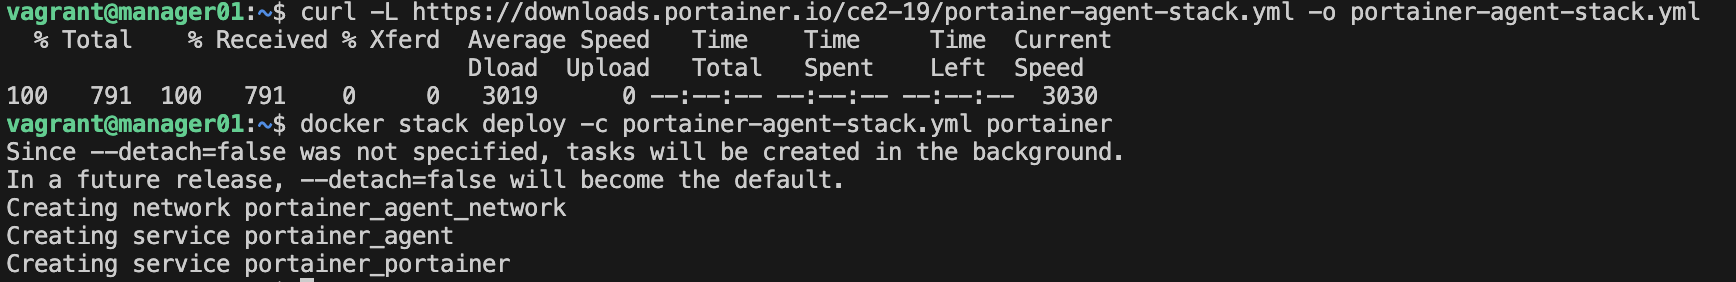 vagrant@manager01:~$ curl -L https://downloads.portainer.io/ce2-19/portainer-agent-stack.yml -o portainer-agent-stack.yml
  % Total    % Received % Xferd  Average Speed   Time    Time     Time  Current
                                 Dload  Upload   Total   Spent    Left  Speed
100   791  100   791    0     0   3019      0 --:--:-- --:--:-- --:--:--  3030
vagrant@manager01:~$ docker stack deploy -c portainer-agent-stack.yml portainer
Since --detach=false was not specified, tasks will be created in the background.
In a future release, --detach=false will become the default.
Creating network portainer_agent_network
Creating service portainer_agent
Creating service portainer_portainer